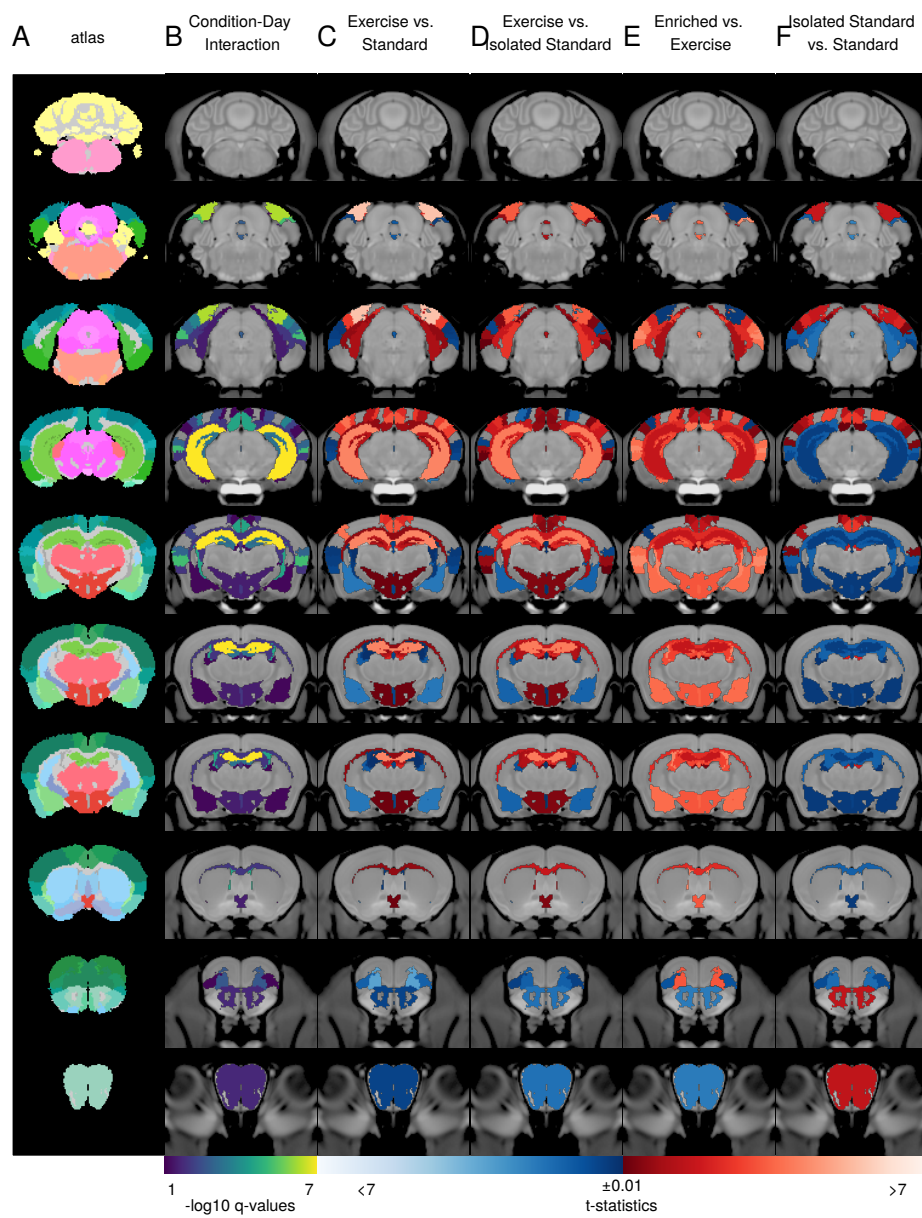 A
atlas
B
Condition-Day
Interaction
C
Exercise vs.
Standard
D
Exercise vs.
Isolated Standard
E
Enriched vs.
Exercise
F
Isolated Standard
vs. Standard
1
7
-log10 q-values
<7
±0.01
t-statistics
>7